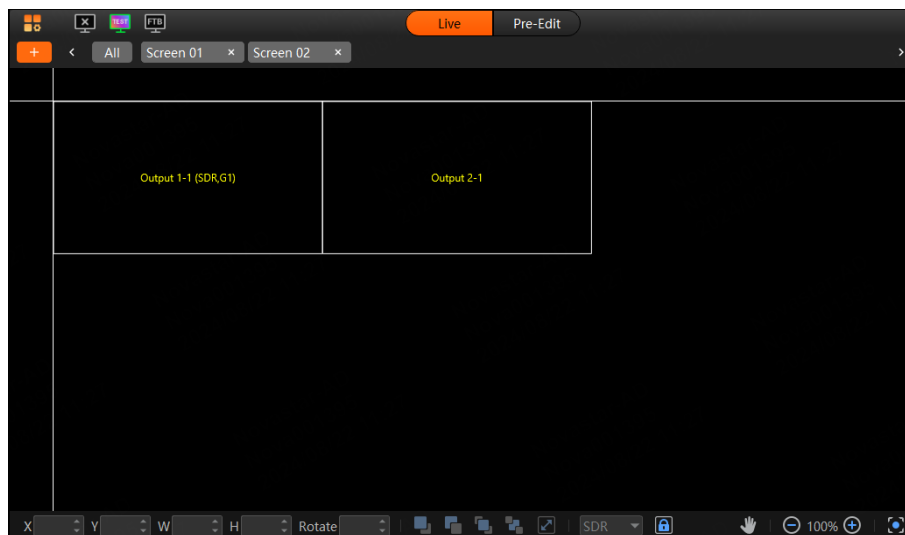 TEST FTB Live Pre-Edit
+ < All Screen 01 × Screen 02 × >
Output 1-1 (SDR,G1) Output 2-1
X Y W H Rotate SDR 100%